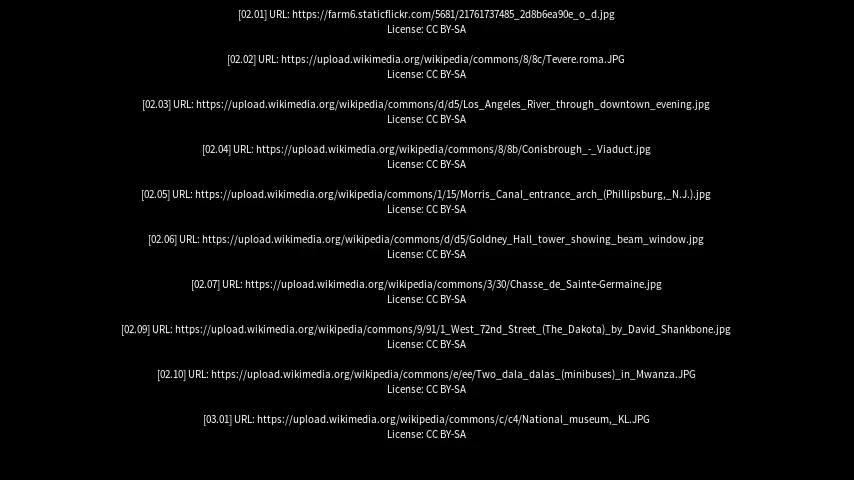 [02.01] URL: https://farm6.staticflickr.com/5681/21761737485_2d8b6ea90e_o_d.jpg
License: CC BY-SA
[02.02] URL: https://upload.wikimedia.org/wikipedia/commons/8/8c/Tevere.roma.JPG
License: CC BY-SA
[02.03] URL: https://upload.wikimedia.org/wikipedia/commons/d/d5/Los_Angeles_River_through_downtown_evening.jpg
License: CC BY-SA
[02.04] URL: https://upload.wikimedia.org/wikipedia/commons/8/8b/Conisbrough_-_Viaduct.jpg
License: CC BY-SA
[02.05] URL: https://upload.wikimedia.org/wikipedia/commons/1/15/Morris_Canal_entrance_arch_(Phillipsburg,_N.J.).jpg
License: CC BY-SA
[02.06] URL: https://upload.wikimedia.org/wikipedia/commons/d/d5/Goldney_Hall_tower_showing_beam_window.jpg
License: CC BY-SA
[02.07] URL: https://upload.wikimedia.org/wikipedia/commons/3/30/Chasse_de_Sainte-Germaine.jpg
License: CC BY-SA
[02.09] URL: https://upload.wikimedia.org/wikipedia/commons/9/91/1_West_72nd_Street_(The_Dakota)_by_David_Shankbone.jpg
License: CC BY-SA
[02.10] URL: https://upload.wikimedia.org/wikipedia/commons/e/ee/Two_dala_dalas_(minibuses)_in_Mwanza.JPG
License: CC BY-SA
[03.01] URL: https://upload.wikimedia.org/wikipedia/commons/c/c4/National_museum,_KL.JPG
License: CC BY-SA